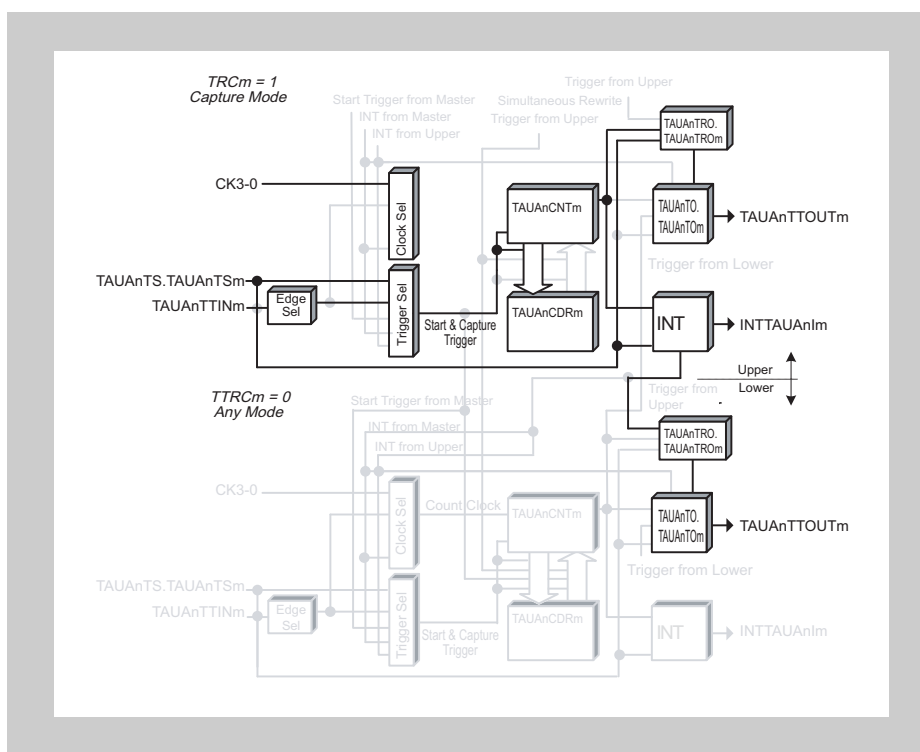 TRCm = 1
Capture Mode
Trigger from Upper
Start Trigger from Master
Simultaneous Rewrite
Trigger from Upper
INT from Master
INT from Upper
TAUAnTRO.
TAUAnTROm
CK3-0
Clock Sel
TAUAnCNTm
TAUAnTO.
TAUAnTOm
TAUAnTTOUTm
Trigger from Lower
TAUAnTS.TAUAnTSm
TAUAnTTINm
Edge
Sel
Trigger Sel
Start & Capture
Trigger
TAUAnCDRm
INT
INTTAUAnIm
Upper
Lower
TTRCm = 0
Any Mode
Start Trigger from Master
Trigger from
Upper
INT from Master
INT from Upper
TAUAnTRO.
TAUAnTROm
CK3-0
Clock Sel
Count Clock
TAUAnCNTm
TAUAnTO.
TAUAnTOm
TAUAnTTOUTm
Trigger from Lower
TAUAnTS.TAUAnTSm
TAUAnTTINm
Edge
Sel
Trigger Sel
Start & Capture
Trigger
TAUAnCDRm
INT
INTTAUAnIm